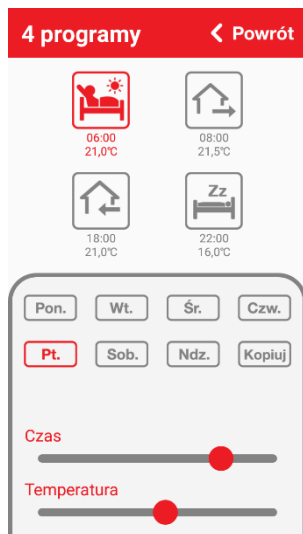 4 programy
Powrót
06:00
21,0℃
08:00
21,5℃
18:00
21,0℃
Zz
22:00
16,0℃
Pon.
Wt.
Śr.
Czw.
Pt.
Sob.
Ndz.
Kopiuj
Czas
Temperatura